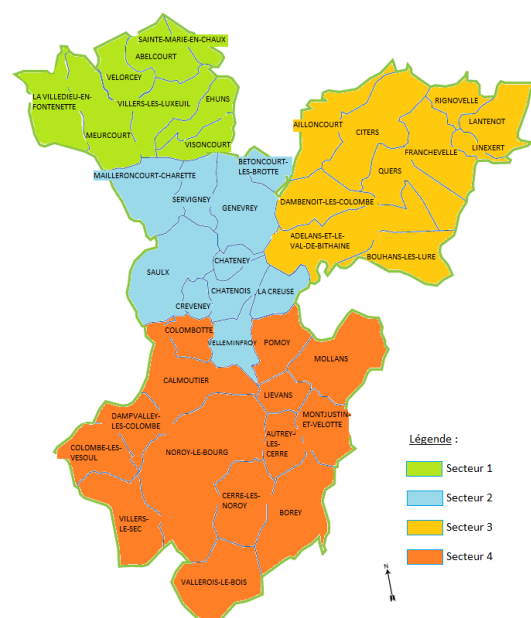 SAINTE-MARIE-EN-CHAUX
ABELCOURT
VELORCEY
LA VILLEDIEU-EN-
FONTENETTE
VILLERS-LES-LUXEUIL
EHUNS
MEURCOURT
VISONCOURT
MAILLERONCOURT-CHARETTE
BETONCOURT-
LES-BROTTE
SERVIGNEY
GENEVREY
AILLONCOURT
CITERS
RIGNOVELLE
LANTENOT
FRANCHEVELLE
LINEXERT
QUERS
DAMBENOIT-LES-COLOMBE
ADELANS-ET-LE
VAL-DE-BITHAINE
BOUHANS-LES-LURE
CHATENEY
SAULX
CHATENOIS
LA CREUSE
CREVENEY
COLOMBOTTE
VELLEMINFROY
POMOY
MOLLANS
CALMOUTIER
LIEVANS
DAMPVALLEY
LES-COLOMBE
MONTJUSTIN-
ET-VELOTTE
AUTREY-
LES-
CERRE
COLOMBE-LES-
VESOUL
NOROY-LE-BOURG
CERRE-LES-
NOROY
BOREY
VILLERS-
LE-SEC
VALLEROIS-LE-BOIS
Légende :
Secteur 1
Secteur 2
Secteur 3
Secteur 4
N